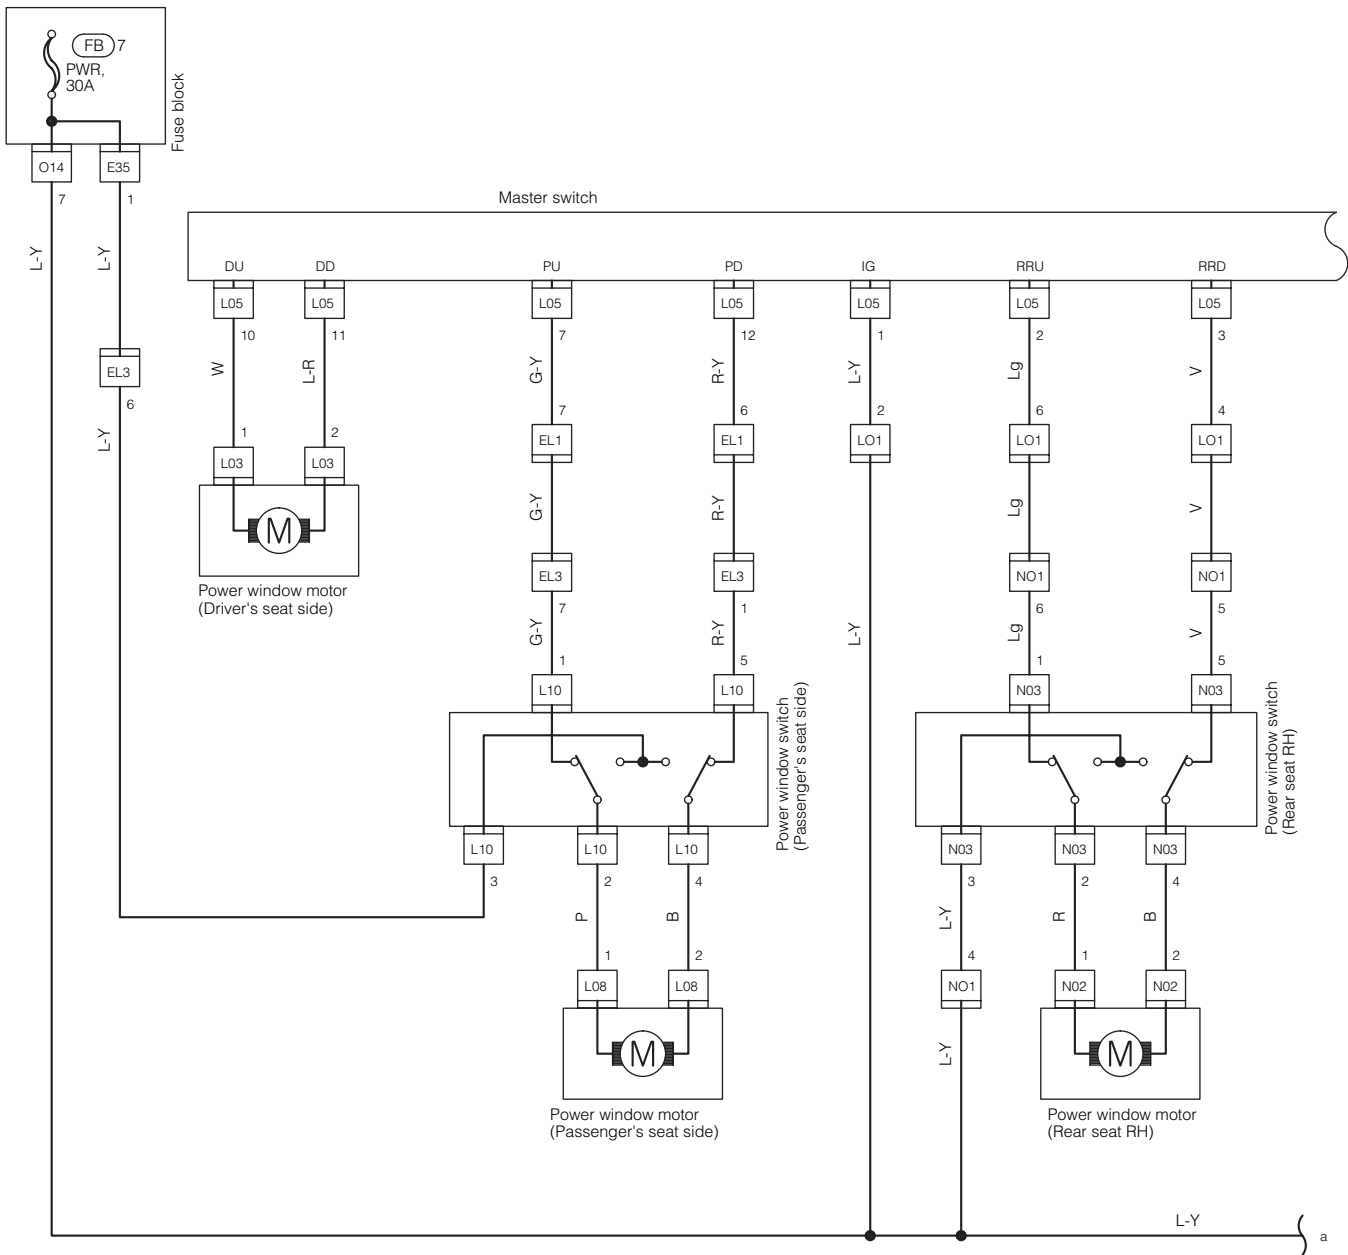 FB 7
PWR,
30A
Fuse block
O14 E35
7 1
L-Y L-Y
Master switch
DU DD PU PD IG RRU RRD
L05 L05 L05 L05 L05 L05 L05
10 11 7 12 1 2 3
EL3
6
W L-R G-Y R-Y L-Y Lg V
7 6 2 6 4
1 2
L-Y
EL1 EL1 LO1 LO1 LO1
L03 L03
G-Y R-Y Lg V
M
EL3 EL3 NO1 NO1
Power window motor
(Driver's seat side)
7 1 6 5
G-Y R-Y L-Y Lg V
1 5 1 5
L10 L10 N03 N03
Power window switch
(Passenger's seat side)
Power window switch
(Rear seat RH)
L10 L10 L10 N03 N03 N03
3 2 4 3 2 4
P B L-Y R B
1 2 4 1 2
L08 L08 NO1 N02 N02
M L-Y M
Power window motor
(Passenger's seat side)
Power window motor
(Rear seat RH)
L-Y
a